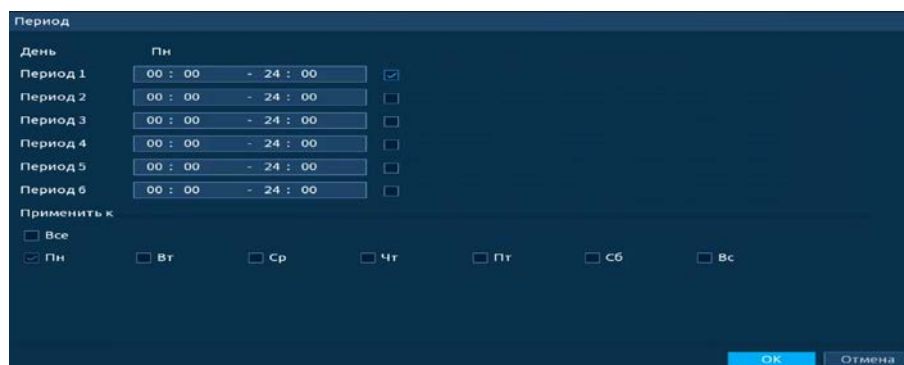 Период
День Пн
Период 1 00 : 00 - 24 : 00
Период 2 00 : 00 - 24 : 00
Период 3 00 : 00 - 24 : 00
Период 4 00 : 00 - 24 : 00
Период 5 00 : 00 - 24 : 00
Период 6 00 : 00 - 24 : 00
Применить к
Все
Пн Вт Ср Чт Пт Сб Вс
OK Отмена